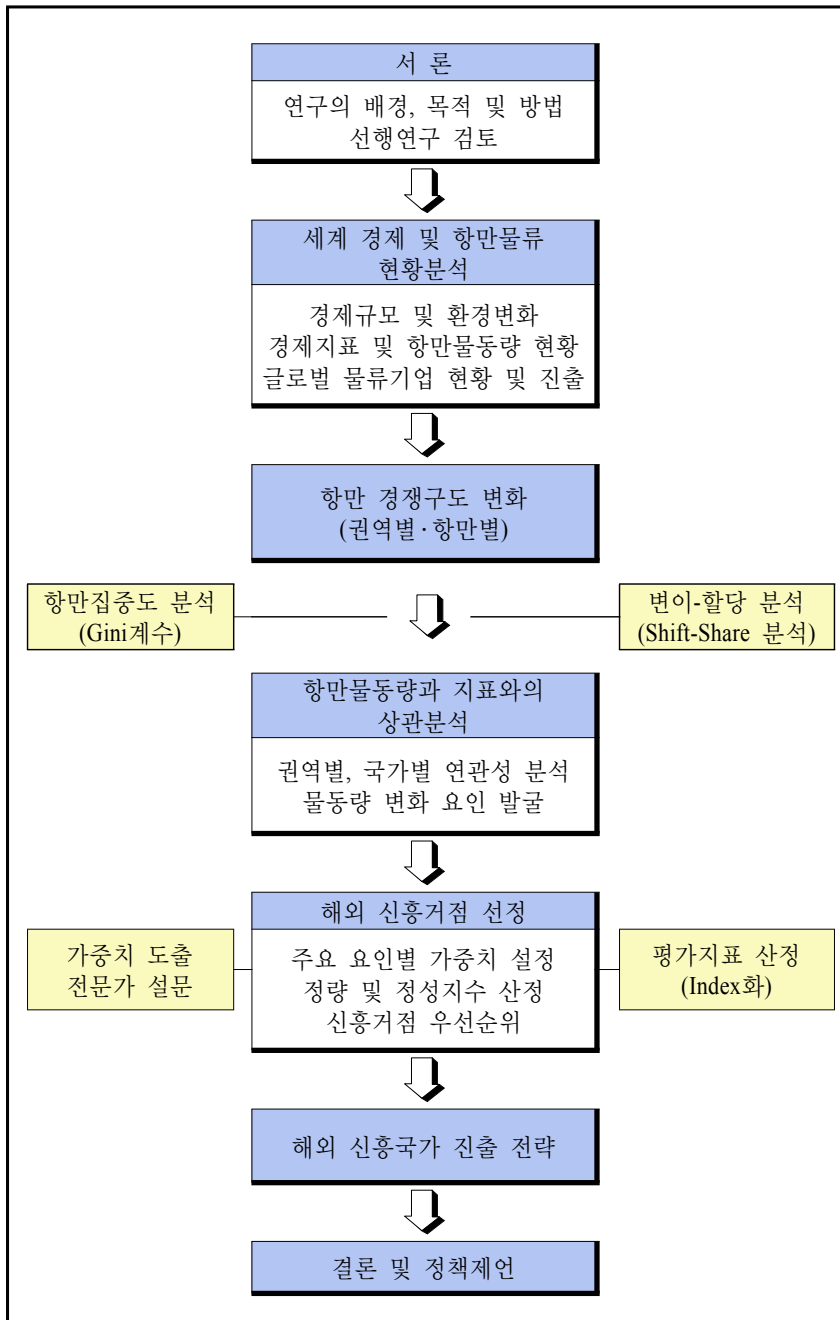 서 론
연구의 배경, 목적 및 방법
선행연구 검토
세계 경제 및 항만물류
현황분석
경제규모 및 환경변화
경제지표 및 항만물동량 현황
글로벌 물류기업 현황 및 진출
항만 경쟁구도 변화
(권역별·항만별)
항만집중도 분석
(Gini계수)
변이-할당 분석
(Shift-Share 분석)
항만물동량과 지표와의
상관분석
권역별, 국가별 연관성 분석
물동량 변화 요인 발굴
해외 신흥거점 선정
주요 요인별 가중치 설정
정량 및 정성지수 산정
신흥거점 우선순위
가중치 도출
전문가 설문
평가지표 산정
(Index화)
해외 신흥국가 진출 전략
결론 및 정책제언